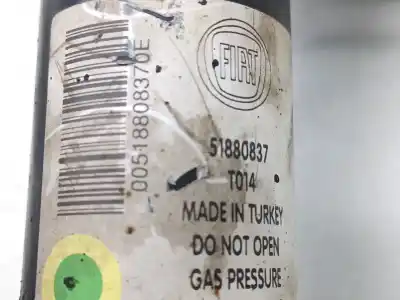 FIAT
00518808370E
51880837
T014
MADE IN TURKEY
DO NOT OPEN
GAS PRESSURE